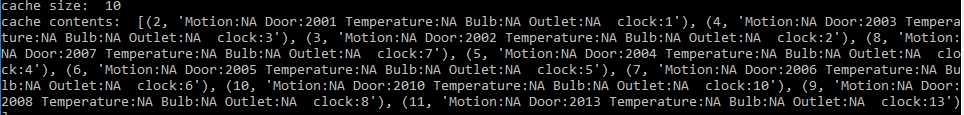 cache size:  10
cache contents:  [(2, 'Motion:NA Door:2001 Temperature:NA Bulb:NA Outlet:NA  clock:1'), (4, 'Motion:NA Door:2003 Tempera
ture:NA Bulb:NA Outlet:NA  clock:3'), (3, 'Motion:NA Door:2002 Temperature:NA Bulb:NA Outlet:NA  clock:2'), (8, 'Motion:
NA Door:2007 Temperature:NA Bulb:NA Outlet:NA  clock:7'), (5, 'Motion:NA Door:2004 Temperature:NA Bulb:NA Outlet:NA  clo
ck:4'), (6, 'Motion:NA Door:2005 Temperature:NA Bulb:NA Outlet:NA  clock:5'), (7, 'Motion:NA Door:2006 Temperature:NA Bu
lb:NA Outlet:NA  clock:6'), (10, 'Motion:NA Door:2010 Temperature:NA Bulb:NA Outlet:NA  clock:10'), (9, 'Motion:NA Door:
2008 Temperature:NA Bulb:NA Outlet:NA  clock:8'), (11, 'Motion:NA Door:2013 Temperature:NA Bulb:NA Outlet:NA  clock:13')